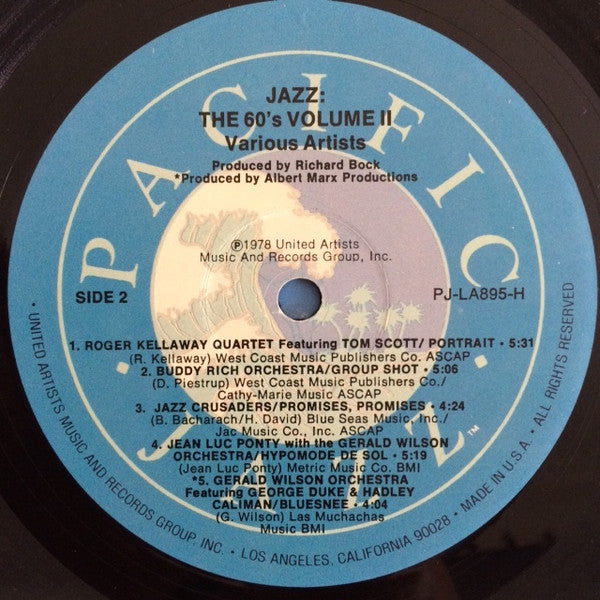 PACIFIC
JAZZ
JAZZ:
THE 60's VOLUME II
Various Artists
Produced by Richard Bock
*Produced by Albert Marx Productions
℗1978 United Artists
Music And Records Group, Inc.
SIDE 2
PJ-LA895-H
1. ROGER KELLAWAY QUARTET Featuring TOM SCOTT/ PORTRAIT • 5:31
(R. Kellaway) West Coast Music Publishers Co. ASCAP
2. BUDDY RICH ORCHESTRA/GROUP SHOT • 5:06
(D. Piestrup) West Coast Music Publishers Co./
Cathy-Marie Music ASCAP
3. JAZZ CRUSADERS/PROMISES, PROMISES • 4:24
(B. Bacharach/H. David) Blue Seas Music, Inc./
Jac Music Co., Inc. ASCAP
4. JEAN LUC PONTY with the GERALD WILSON
ORCHESTRA/HYPOMODE DE SOL • 5:19
(Jean Luc Ponty) Metric Music Co. BMI
*5. GERALD WILSON ORCHESTRA
Featuring GEORGE DUKE & HADLEY
CALIMAN/BLUESNEE • 4:04
(G. Wilson) Las Muchachas
Music BMI
TM
• UNITED ARTISTS MUSIC AND RECORDS GROUP, INC. • LOS ANGELES, CALIFORNIA 90028 • MADE IN U.S.A. • ALL RIGHTS RESERVED